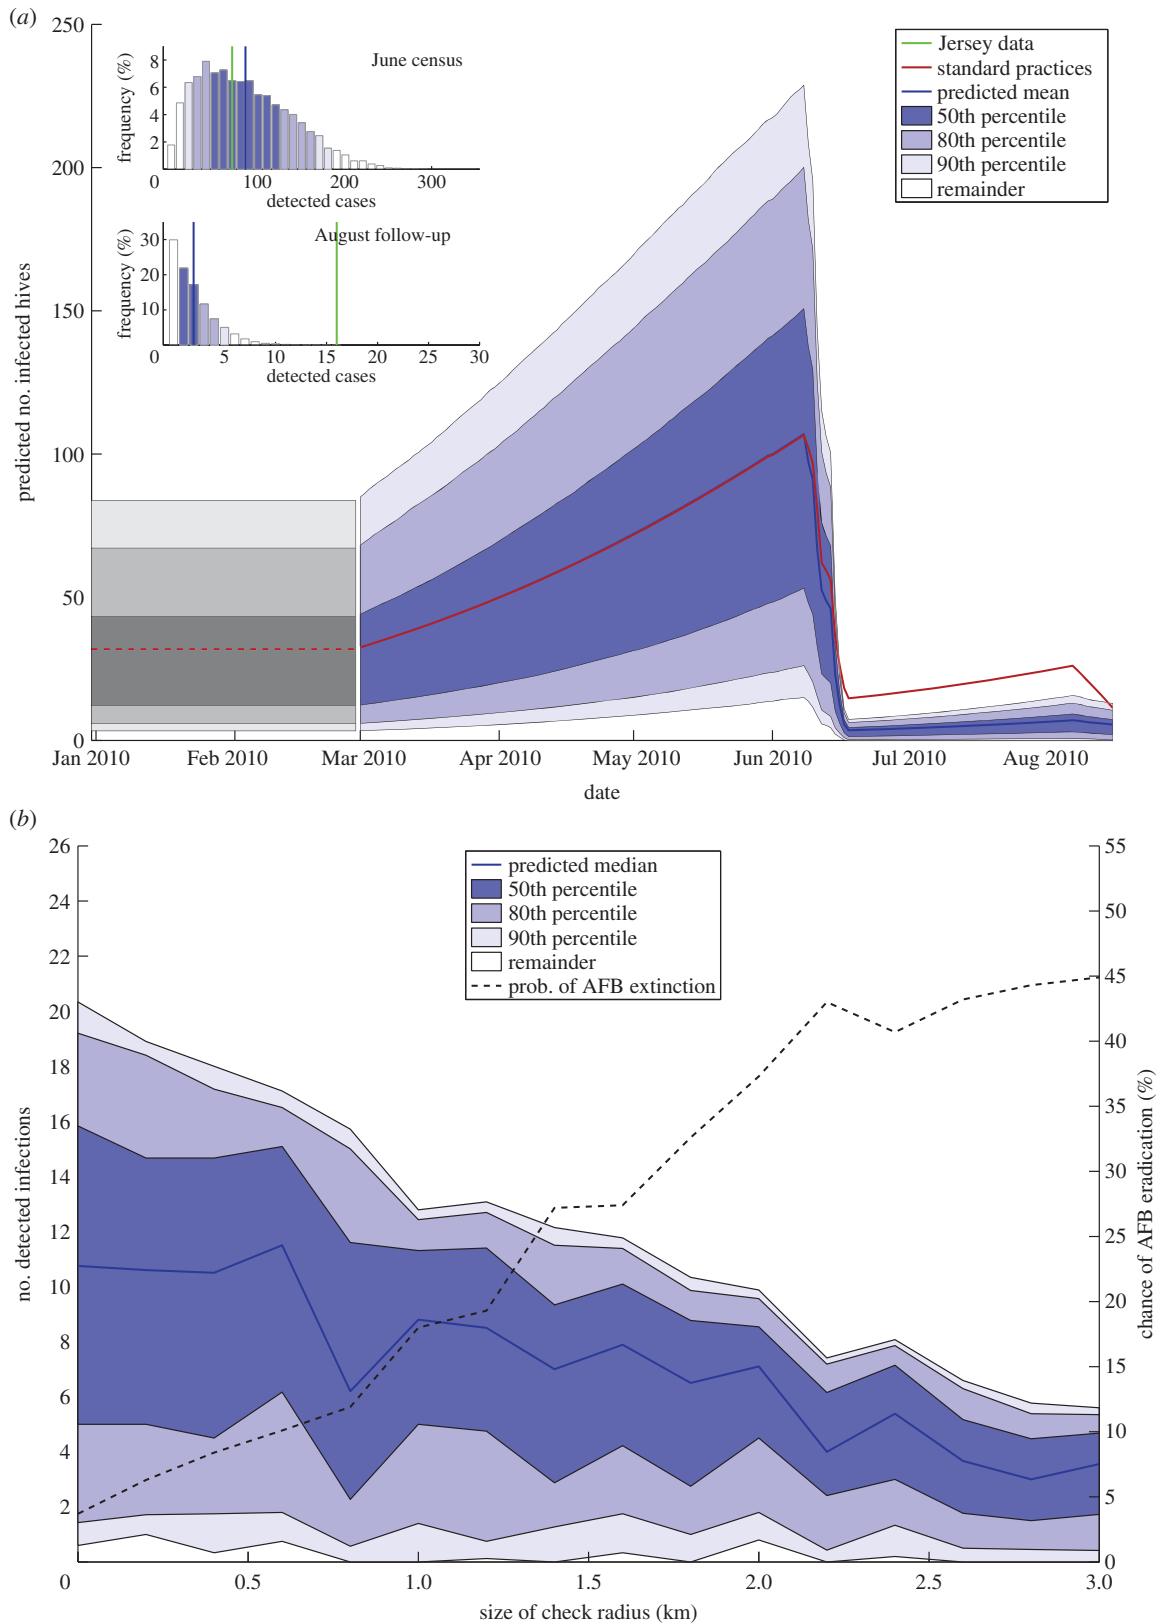 (a)
250
200
150
100
50
0
predicted no. infected hives
Jan 2010
Feb 2010
Mar 2010
Apr 2010
May 2010
Jun 2010
Jul 2010
Aug 2010
date
June census
8
6
4
2
frequency (%)
0
100
200
300
detected cases
August follow-up
30
20
10
frequency (%)
0
5
10
15
20
25
30
detected cases
Jersey data
standard practices
predicted mean
50th percentile
80th percentile
90th percentile
remainder
(b)
26
24
22
20
18
16
14
12
10
8
6
4
2
no. detected infections
predicted median
50th percentile
80th percentile
90th percentile
remainder
prob. of AFB extinction
55
50
45
40
35
30
25
20
15
10
5
0
chance of AFB eradication (%)
0
0.5
1.0
1.5
2.0
2.5
3.0
size of check radius (km)